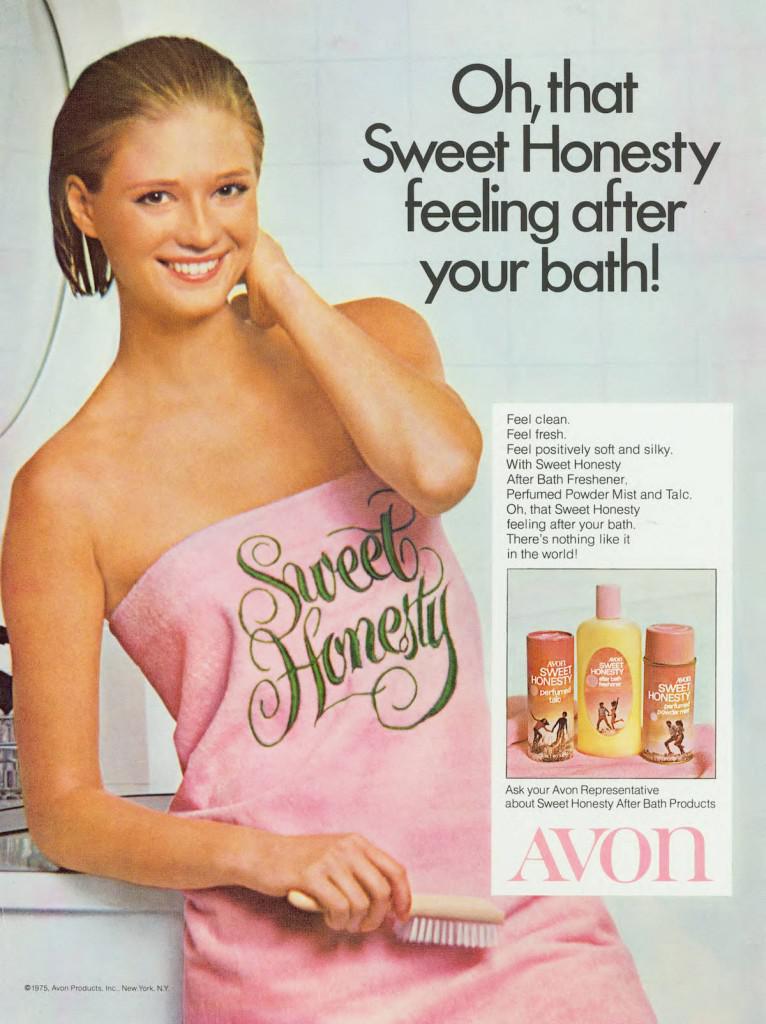 Oh, that
Sweet Honesty
feeling after
your bath!
Feel clean.
Feel fresh.
Feel positively soft and silky.
With Sweet Honesty
After Bath Freshener,
Perfumed Powder Mist and Talc.
Oh, that Sweet Honesty
feeling after your bath.
There's nothing like it
in the world!
Sweet
Honesty
AVON
SWEET
HONESTY
perfumed
talc
AVON
SWEET
HONESTY
after bath
freshener
AVON
SWEET
HONESTY
perfumed
powder mist
Ask your Avon Representative
about Sweet Honesty After Bath Products
AVON
©1975, Avon Products, Inc., New York, N.Y.